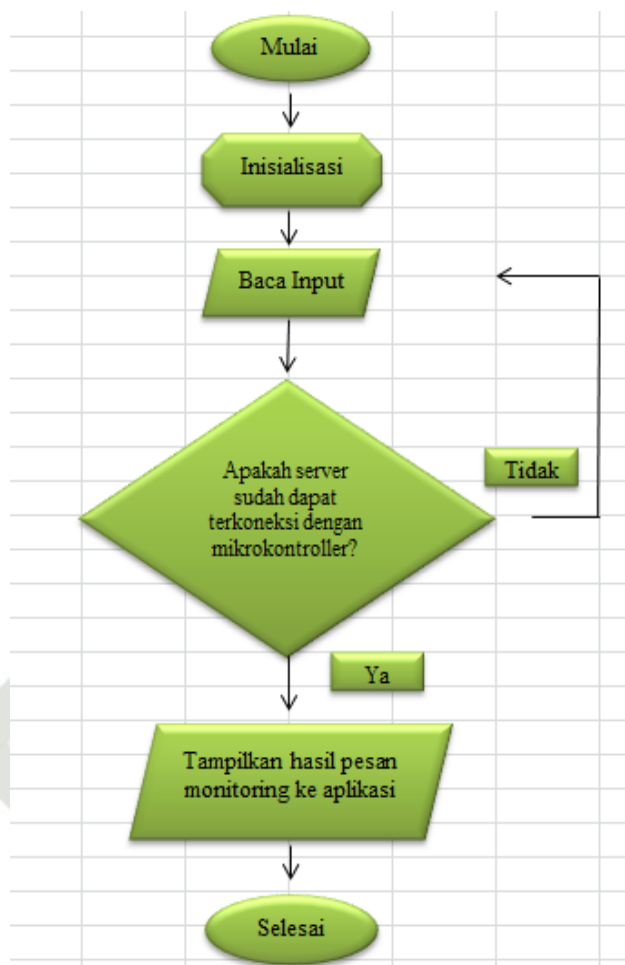 Mulai
Inisialisasi
Baca Input
Apakah server
sudah dapat
terkoneksi dengan
mikrokontroller?
Tidak
Ya
Tampilkan hasil pesan
monitoring ke aplikasi
Selesai